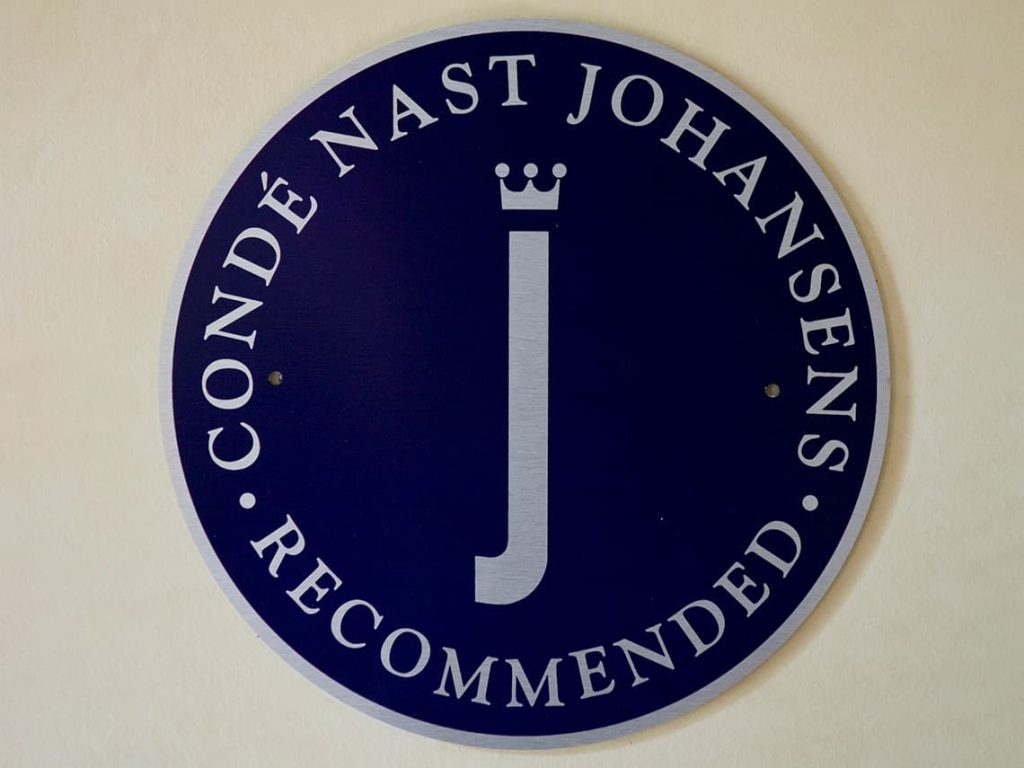 CONDÉ NAST JOHANSENS
j
• RECOMMENDED •